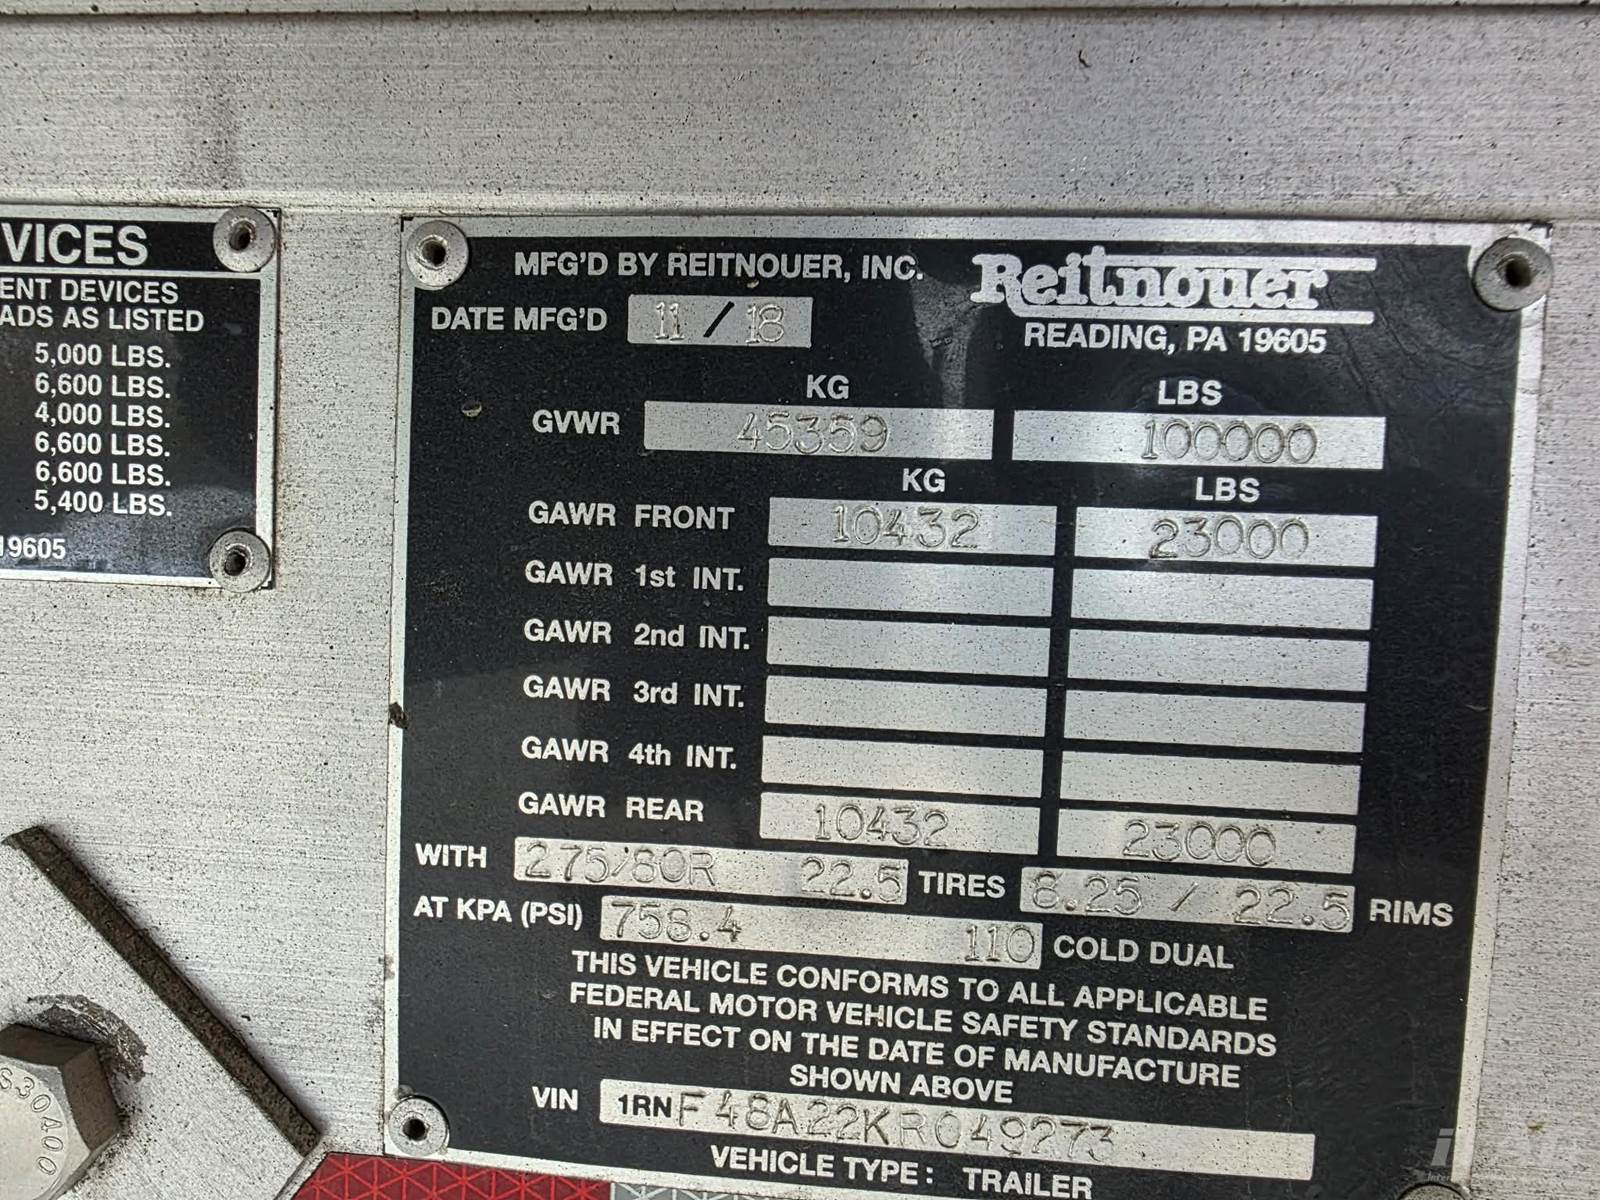 VICES
ENT DEVICES
ADS AS LISTED
5,000 LBS.
6,600 LBS.
4,000 LBS.
6,600 LBS.
6,600 LBS.
5,400 LBS.
19605
MFG'D BY REITNOUER, INC.
Reitnouer
DATE MFG'D 11 / 18
READING, PA 19605
KG LBS
GVWR 45359 100000
KG LBS
GAWR FRONT 10432 23000
GAWR 1st INT.
GAWR 2nd INT.
GAWR 3rd INT.
GAWR 4th INT.
GAWR REAR 10432 23000
WITH 275/80R 22.5 TIRES 8.25 / 22.5 RIMS
AT KPA (PSI) 758.4 110 COLD DUAL
THIS VEHICLE CONFORMS TO ALL APPLICABLE
FEDERAL MOTOR VEHICLE SAFETY STANDARDS
IN EFFECT ON THE DATE OF MANUFACTURE
SHOWN ABOVE
VIN 1RNF48A22KR049273
VEHICLE TYPE: TRAILER
S30400